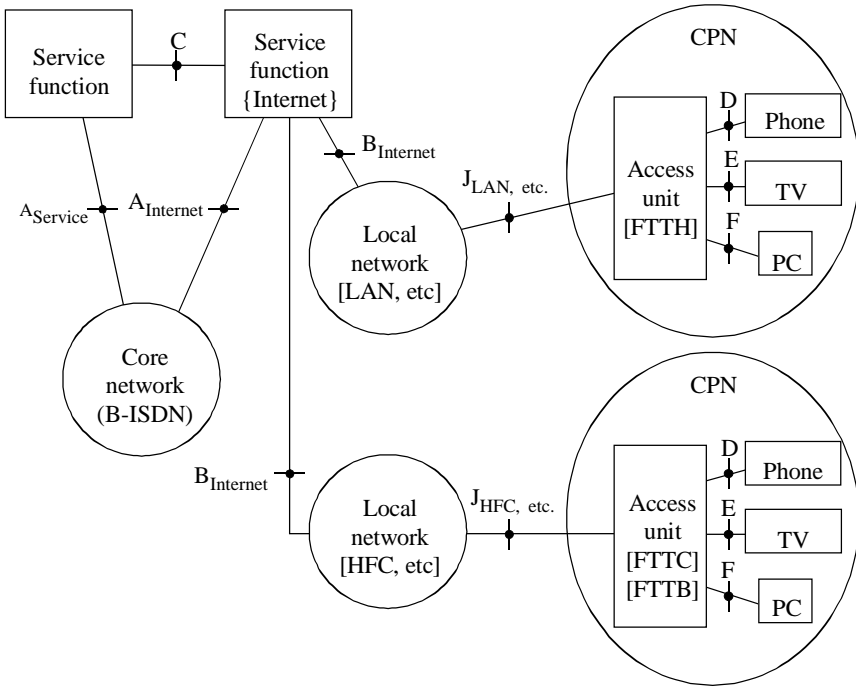 C
Service
function
Service
function
{Internet}
A_Service
A_Internet
B_Internet
Core
network
(B-ISDN)
Local
network
[LAN, etc]
J_LAN, etc.
CPN
Access
unit
[FTTH]
D
Phone
E
TV
F
PC
B_Internet
Local
network
[HFC, etc]
J_HFC, etc.
CPN
Access
unit
[FTTC]
[FTTB]
D
Phone
E
TV
F
PC